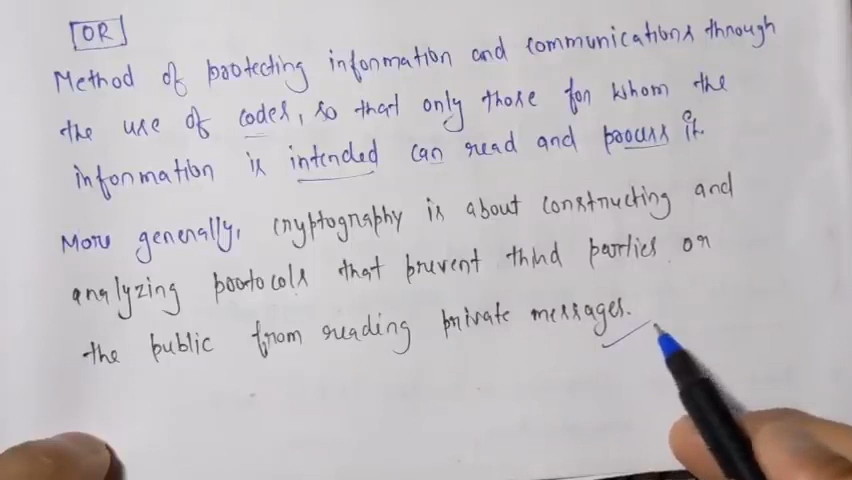 OR
Method of protecting information and communications through
the use of codes, so that only those for whom the
information is intended can read and process it.
More generally, cryptography is about constructing and
analyzing protocols that prevent third parties or
the public from reading private messages.